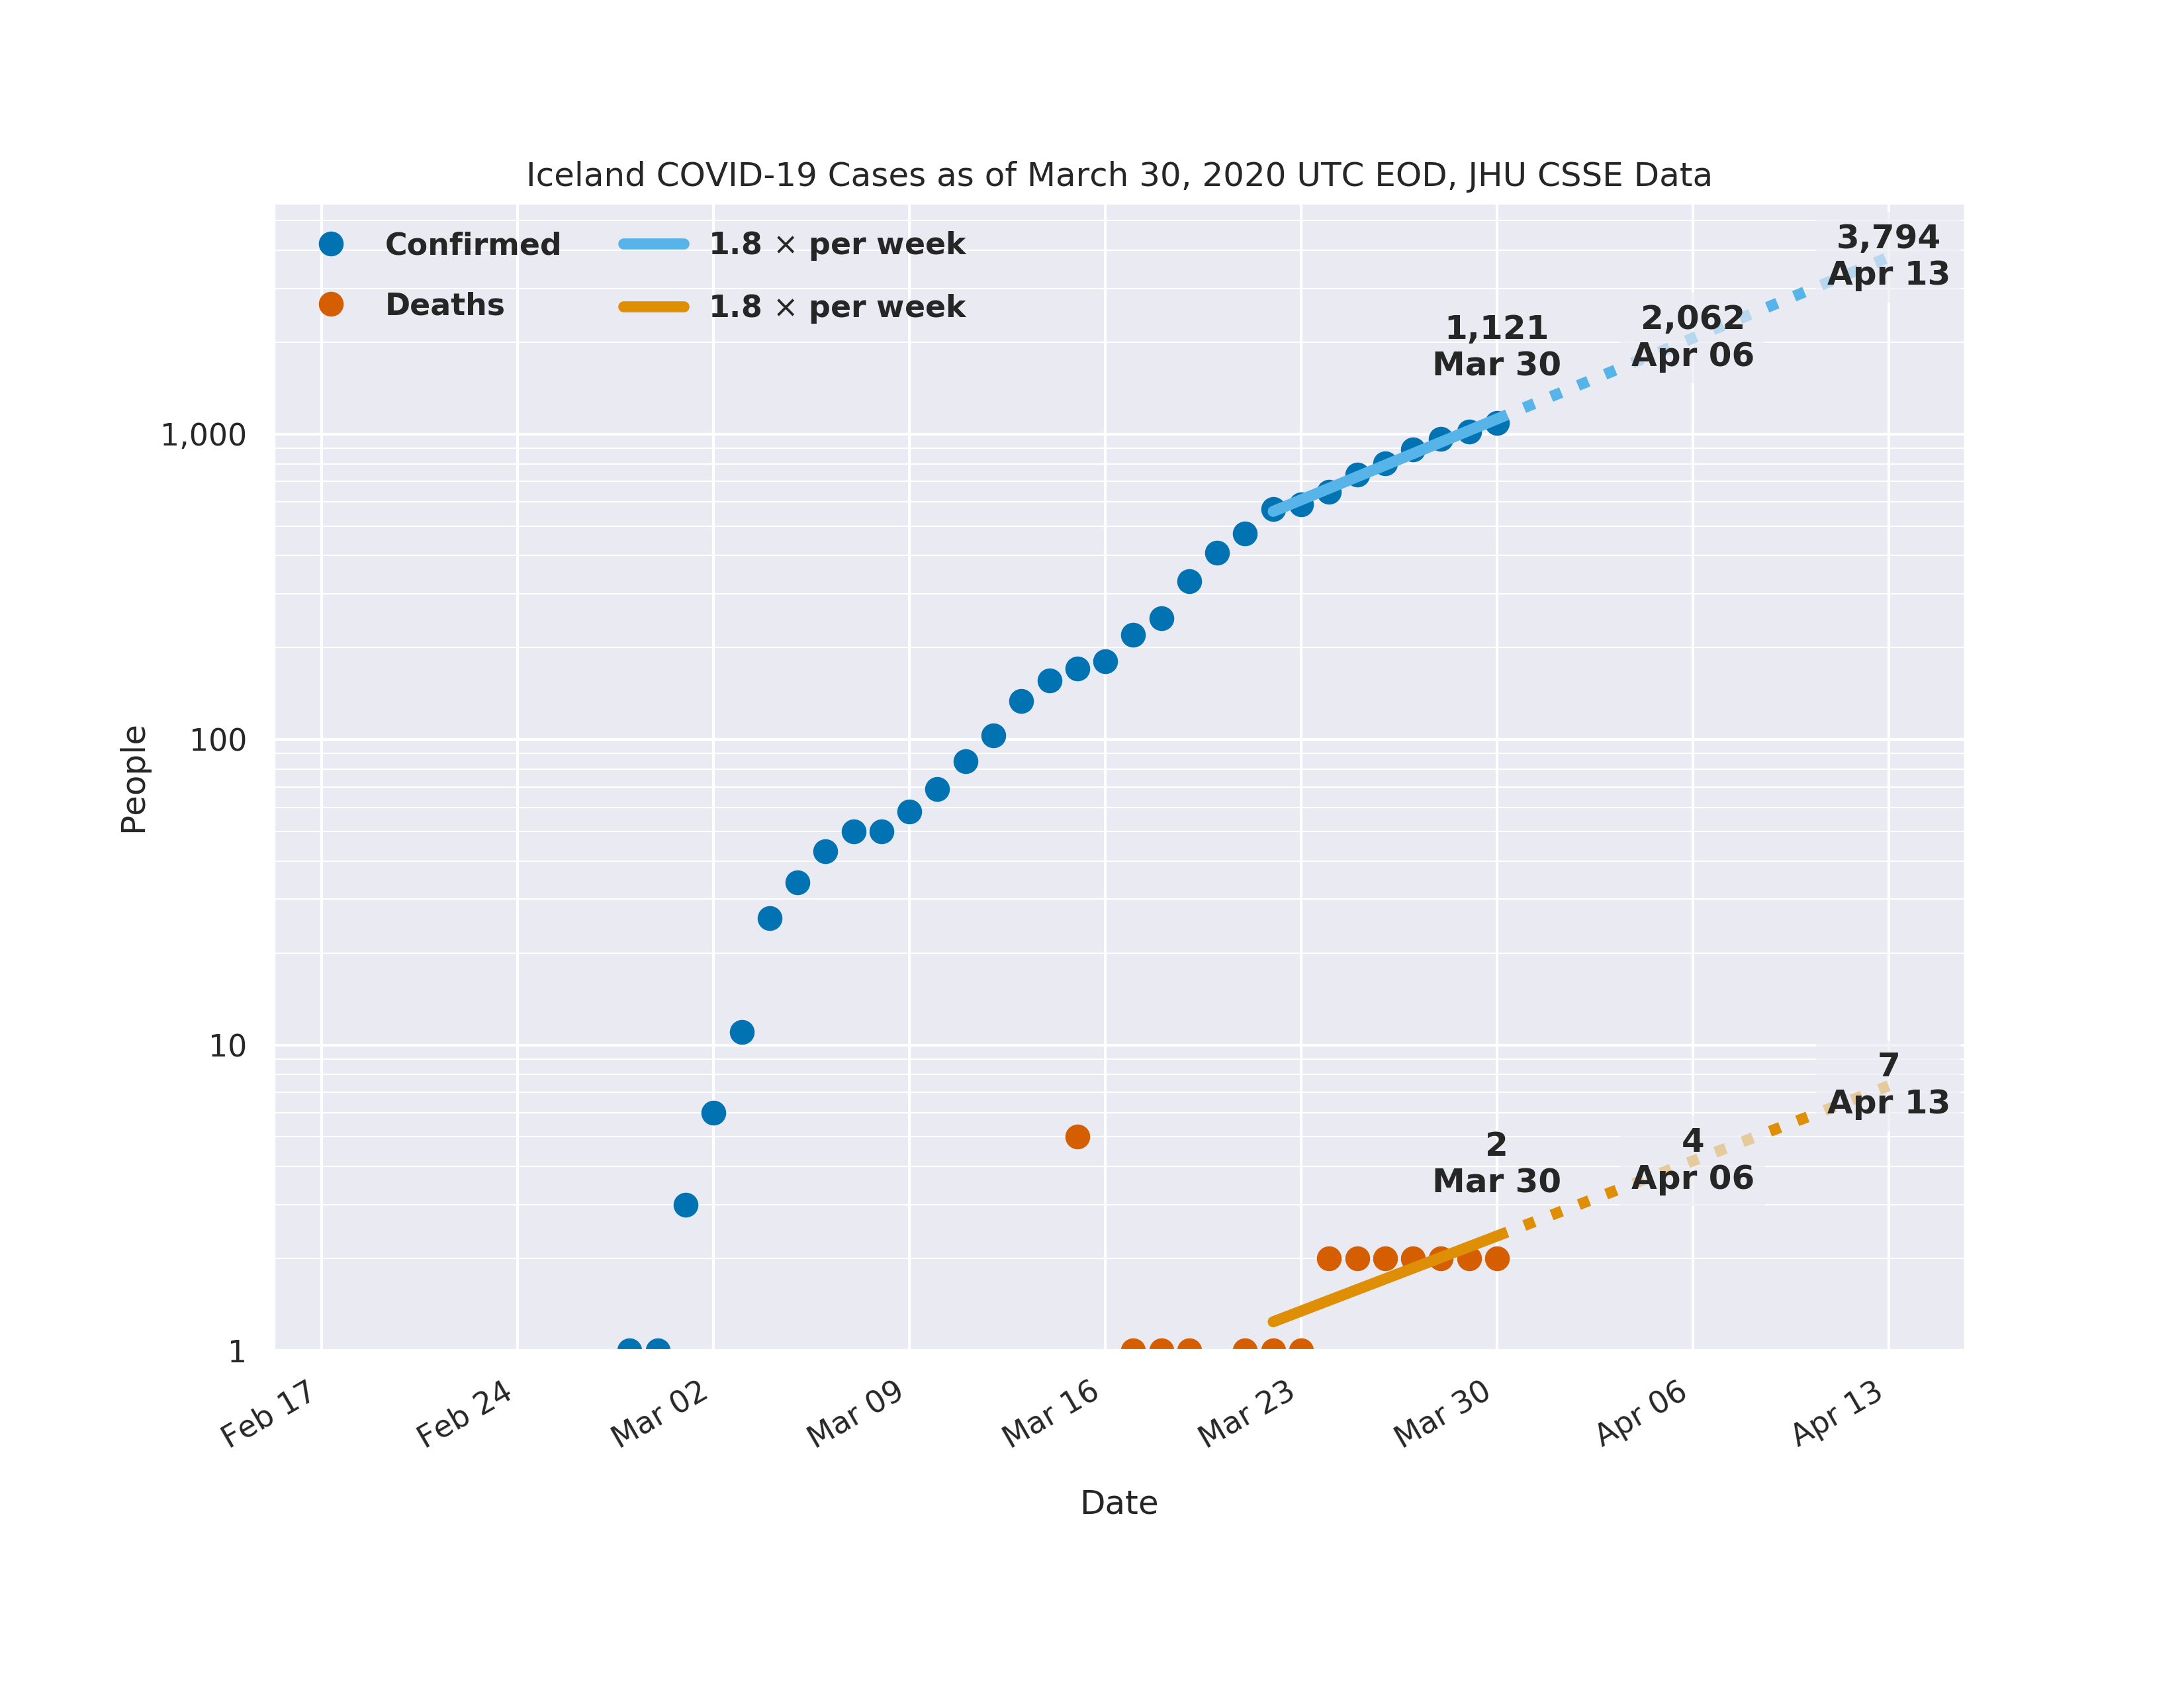 Iceland COVID-19 Cases as of March 30, 2020 UTC EOD, JHU CSSE Data
Confirmed
Deaths
1.8 × per week
1.8 × per week
3,794
Apr 13
2,062
Apr 06
1,121
Mar 30
7
Apr 13
4
Apr 06
2
Mar 30
People
1,000
100
10
1
Feb 17
Feb 24
Mar 02
Mar 09
Mar 16
Mar 23
Mar 30
Apr 06
Apr 13
Date